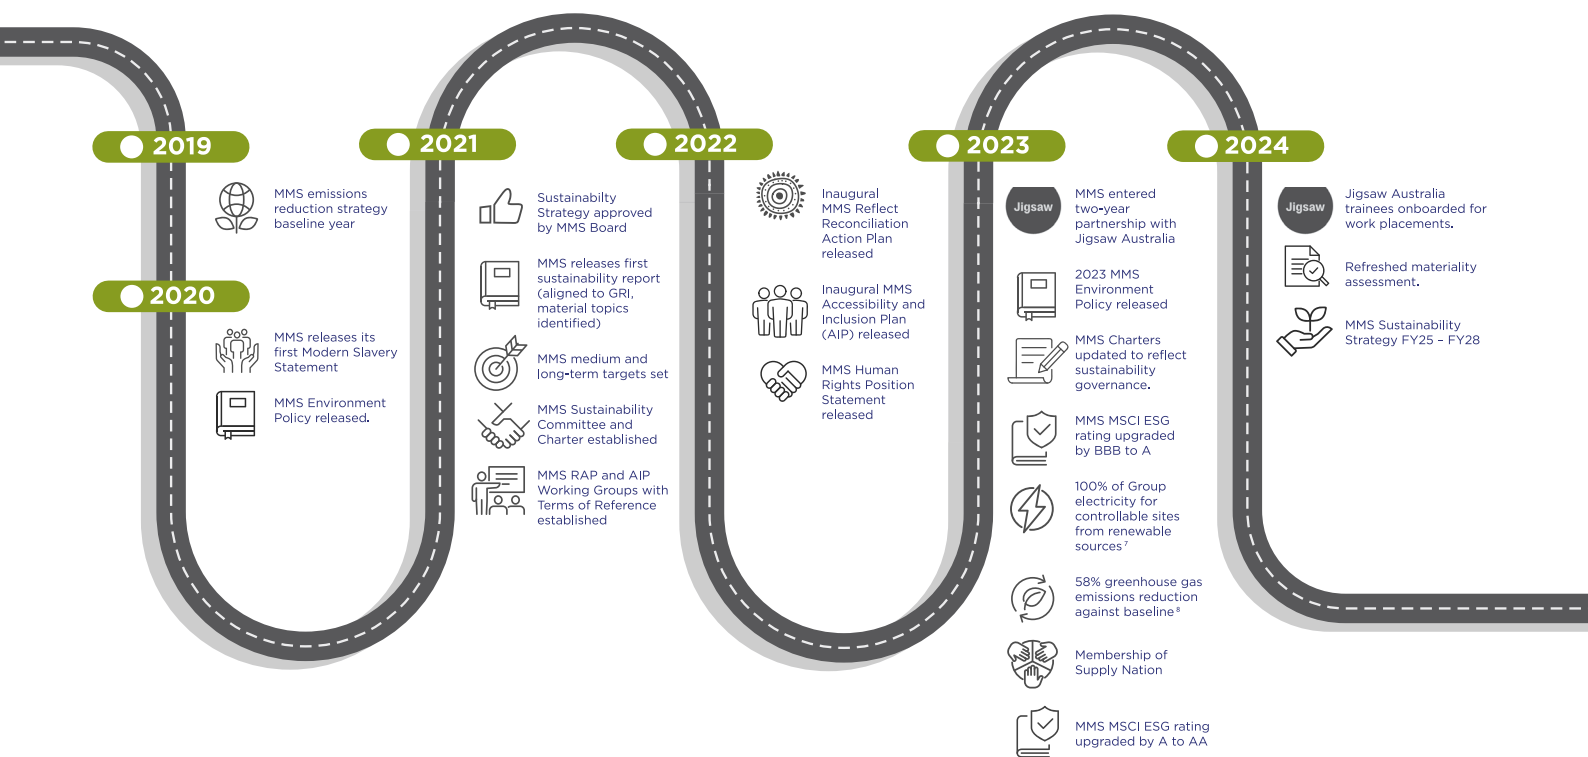 2019
MMS emissions
reduction strategy
baseline year
2020
MMS releases its
first Modern Slavery
Statement
MMS Environment
Policy released.
2021
Sustainabilty
Strategy approved
by MMS Board
MMS releases first
sustainability report
(aligned to GRI,
material topics
identified)
MMS medium and
long-term targets set
MMS Sustainability
Committee and
Charter established
MMS RAP and AIP
Working Groups with
Terms of Reference
established
2022
Inaugural
MMS Reflect
Reconciliation
Action Plan
released
Inaugural MMS
Accessibility and
Inclusion Plan
(AIP) released
MMS Human
Rights Position
Statement
released
2023
Jigsaw
MMS entered
two-year
partnership with
Jigsaw Australia
2023 MMS
Environment
Policy released
MMS Charters
updated to reflect
sustainability
governance.
MMS MSCI ESG
rating upgraded
by BBB to A
100% of Group
electricity for
controllable sites
from renewable
sources⁷
58% greenhouse gas
emissions reduction
against baseline⁸
Membership of
Supply Nation
MMS MSCI ESG rating
upgraded by A to AA
2024
Jigsaw
Jigsaw Australia
trainees onboarded for
work placements.
Refreshed materiality
assessment.
MMS Sustainability
Strategy FY25 – FY28